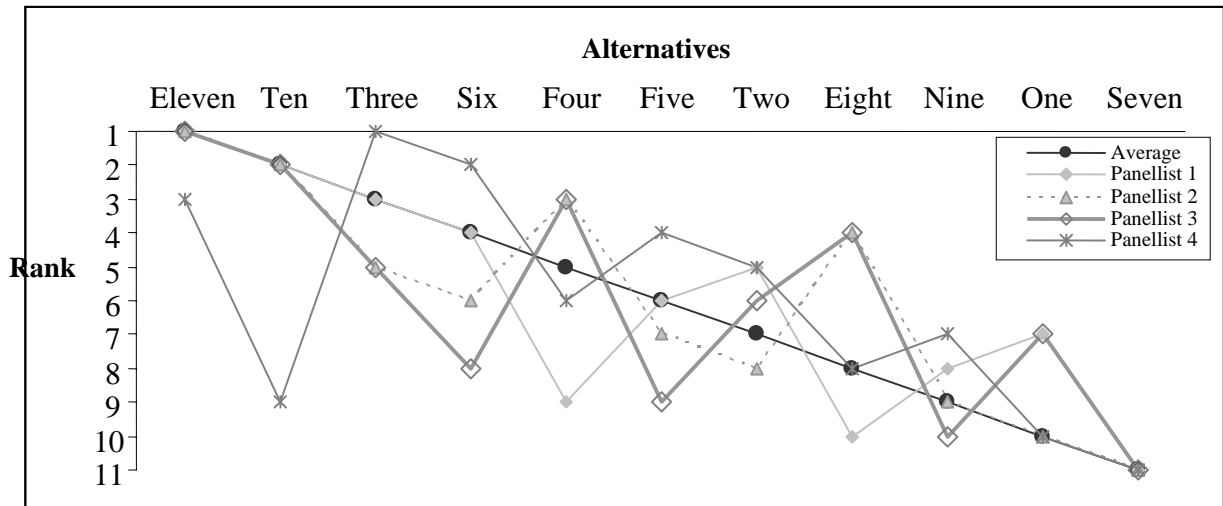 Alternatives
Eleven Ten Three Six Four Five Two Eight Nine One Seven
Rank
1
2
3
4
5
6
7
8
9
10
11
Average
Panellist 1
Panellist 2
Panellist 3
Panellist 4